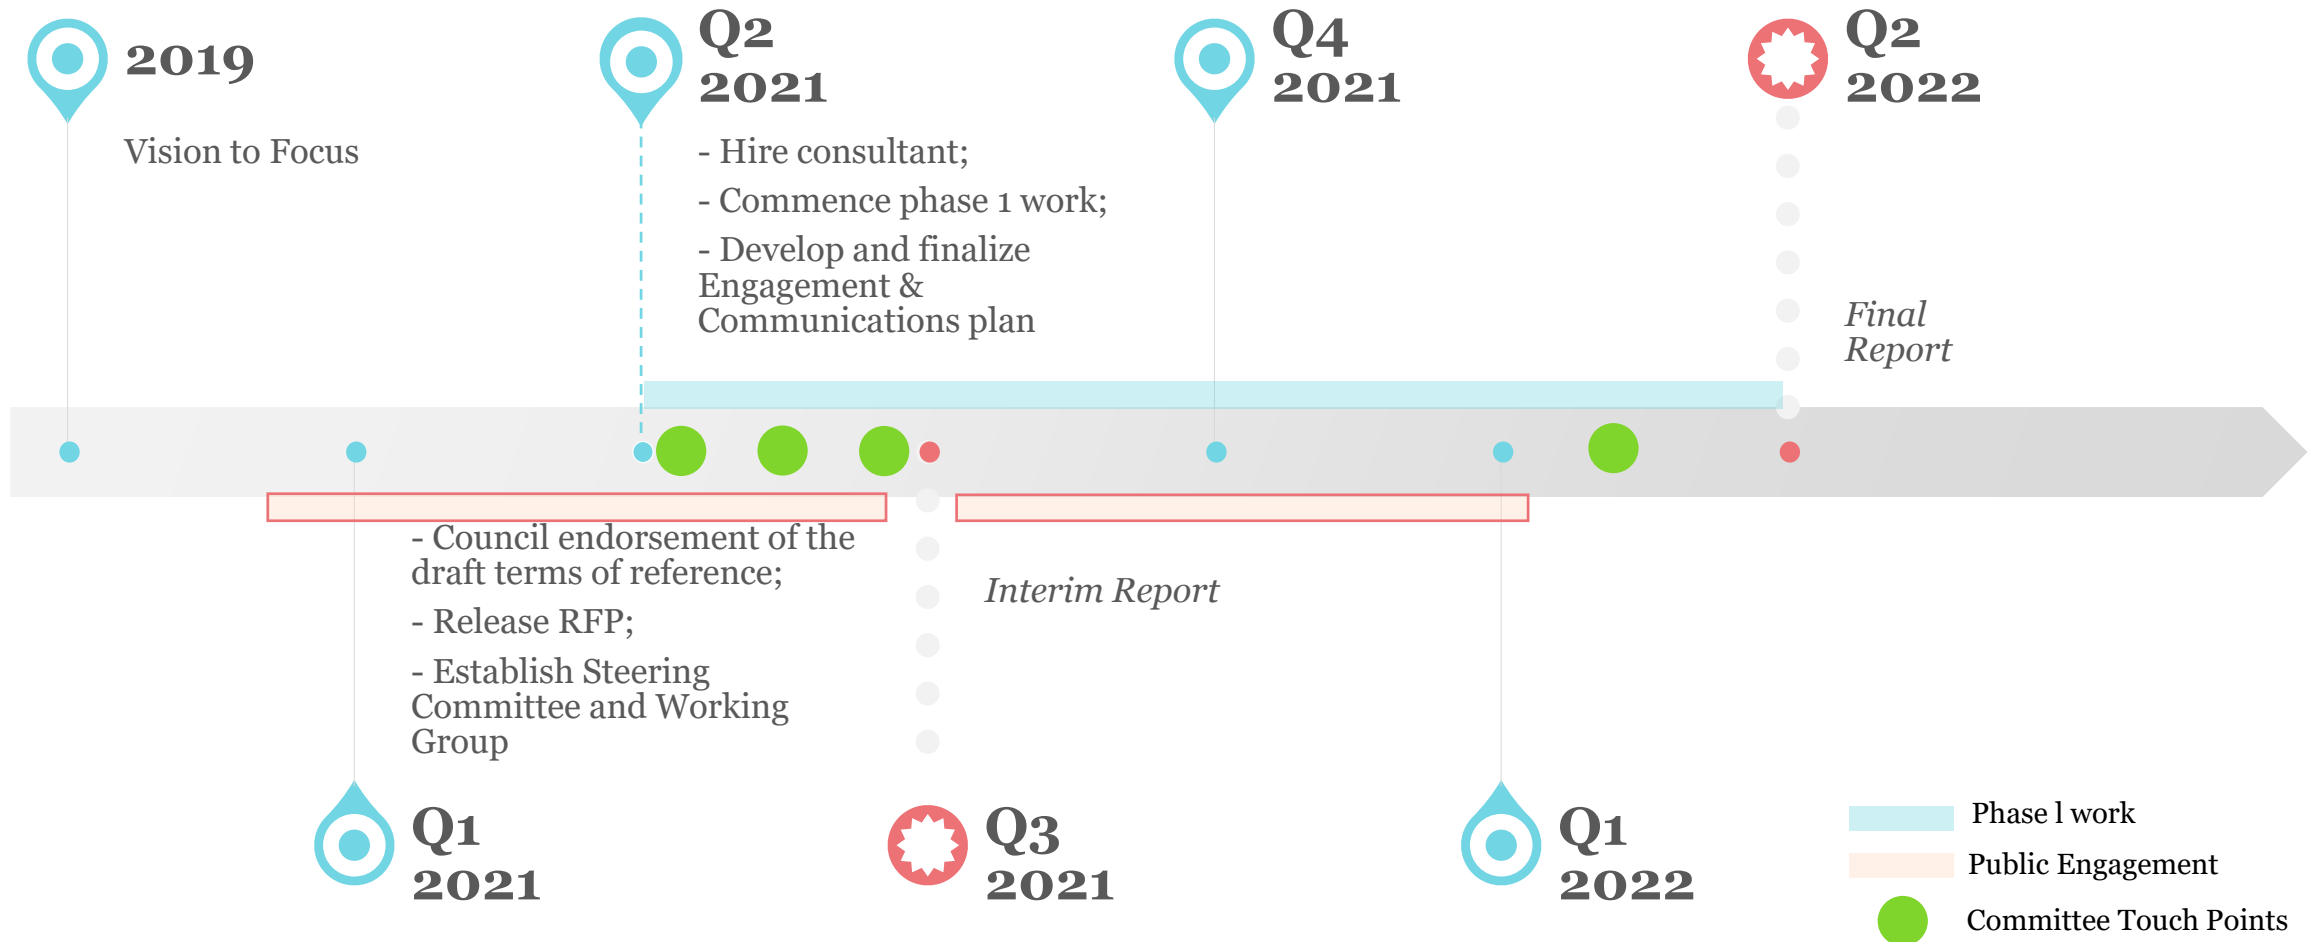 2019
Vision to Focus
Q2
2021
- Hire consultant;
- Commence phase 1 work;
- Develop and finalize
Engagement &
Communications plan
Q4
2021
Q2
2022
Final
Report
- Council endorsement of the
draft terms of reference;
- Release RFP;
- Establish Steering
Committee and Working
Group
Q1
2021
Interim Report
Q3
2021
Q1
2022
Phase l work
Public Engagement
Committee Touch Points